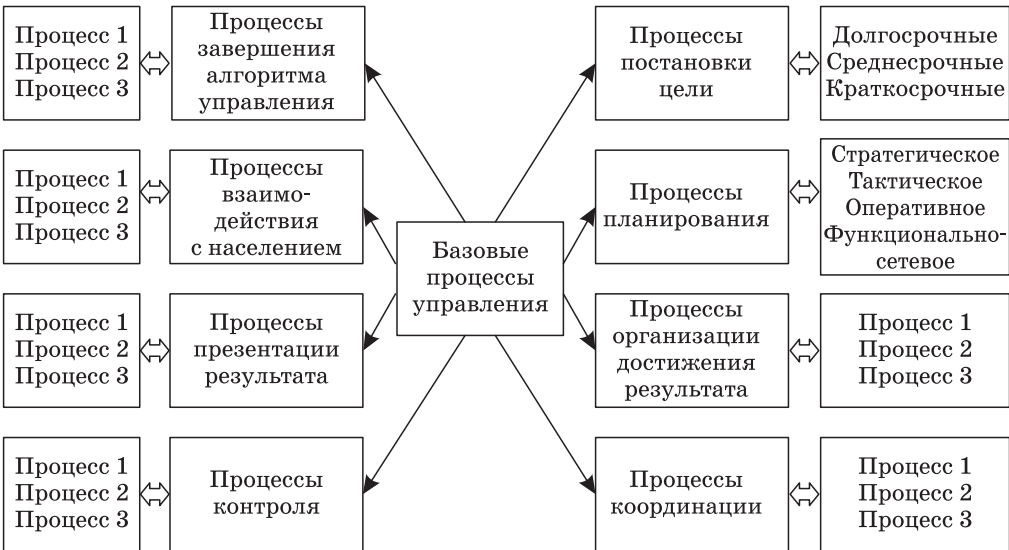 Процесс 1
Процесс 2
Процесс 3
Процессы
завершения
алгоритма
управления
Процессы
постановки
цели
Долгосрочные
Среднесрочные
Краткосрочные
Процесс 1
Процесс 2
Процесс 3
Процессы
взаимо-
действия
с населением
Процессы
планирования
Стратегическое
Тактическое
Оперативное
Функционально-
сетевое
Базовые
процессы
управления
Процесс 1
Процесс 2
Процесс 3
Процессы
презентации
результата
Процессы
организации
достижения
результата
Процесс 1
Процесс 2
Процесс 3
Процесс 1
Процесс 2
Процесс 3
Процессы
контроля
Процессы
координации
Процесс 1
Процесс 2
Процесс 3